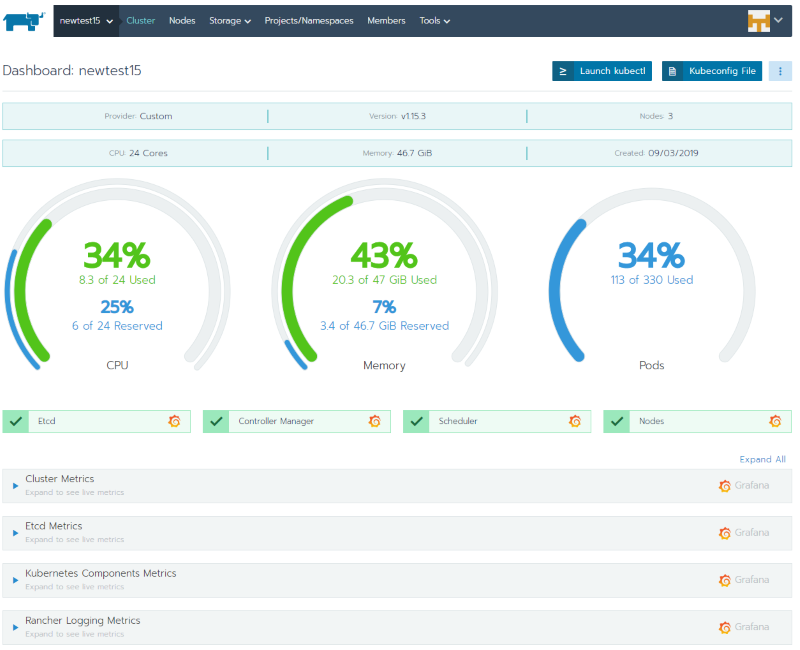 newtest15 Cluster Nodes Storage Projects/Namespaces Members Tools
Dashboard: newtest15
Launch kubectl Kubeconfig File
Provider: Custom Version: v1.15.3 Nodes: 3
CPU: 24 Cores Memory: 46.7 GiB Created: 09/03/2019
34%
8.3 of 24 Used
25%
6 of 24 Reserved
CPU
43%
20.3 of 47 GiB Used
7%
3.4 of 46.7 GiB Reserved
Memory
34%
113 of 330 Used
Pods
Etcd Controller Manager Scheduler Nodes
Expand All
Cluster Metrics
Expand to see live metrics
Grafana
Etcd Metrics
Expand to see live metrics
Grafana
Kubernetes Components Metrics
Expand to see live metrics
Grafana
Rancher Logging Metrics
Expand to see live metrics
Grafana